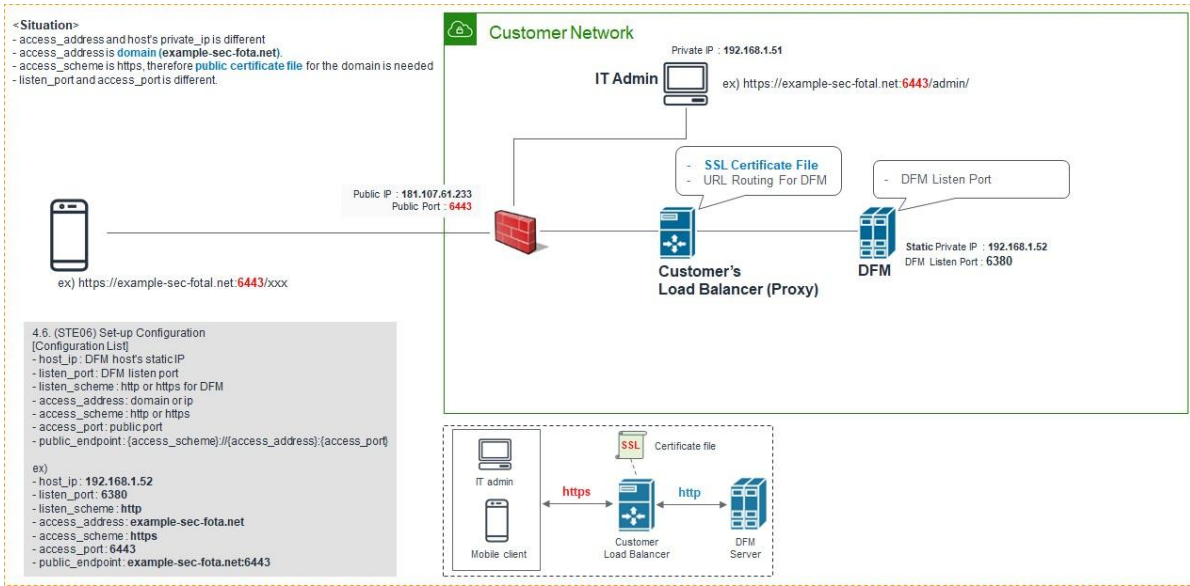 <Situation>
- access_address and host's private_ip is different
- access_address is domain (example-sec-fota.net).
- access_scheme is https, therefore public certificate file for the domain is needed
- listen_port and access_port is different.
Customer Network
Private IP : 192.168.1.51
IT Admin
ex) https://example-sec-fotal.net:6443/admin/
- SSL Certificate File
- URL Routing For DFM
- DFM Listen Port
Public IP : 181.107.61.233
Public Port : 6443
Static Private IP : 192.168.1.52
DFM Listen Port : 6380
DFM
Customer's
Load Balancer (Proxy)
ex) https://example-sec-fotal.net:6443/xxx
4.6. (STE06) Set-up Configuration
[Configuration List]
- host_ip : DFM host's static IP
- listen_port : DFM listen port
- listen_scheme : http or https for DFM
- access_address: domain or ip
- access_scheme : http or https
- access_port : public port
- public_endpoint : {access_scheme}://{access_address}:{access_port}
ex)
- host_ip : 192.168.1.52
- listen_port : 6380
- listen_scheme : http
- access_address : example-sec-fota.net
- access_scheme : https
- access_port : 6443
- public_endpoint : example-sec-fota.net:6443
SSL
Certificate file
IT admin
https
http
Mobile client
Customer
Load Balancer
DFM
Server